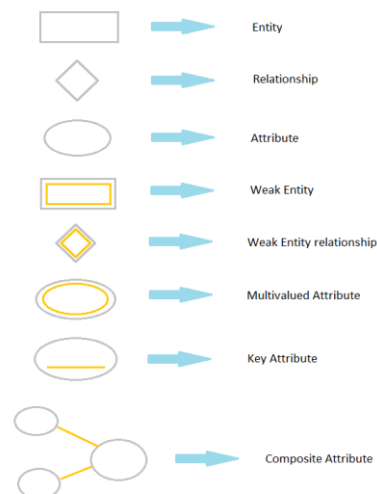 Entity
Relationship
Attribute
Weak Entity
Weak Entity relationship
Multivalued Attribute
Key Attribute
Composite Attribute